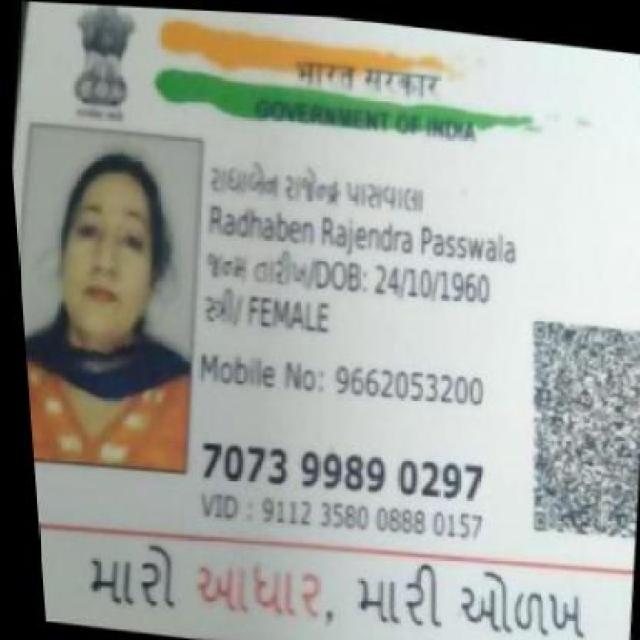 भारत सरकार
GOVERNMENT OF INDIA
રાધાબેન રાજેન્દ્ર પાસવાલા
Radhaben Rajendra Passwala
જન્મ તારીખ/DOB: 24/10/1960
સ્ત્રી/ FEMALE
Mobile No: 9662053200
7073 9989 0297
VID : 9112 3580 0888 0157
મારો આધાર, મારી ઓળખ